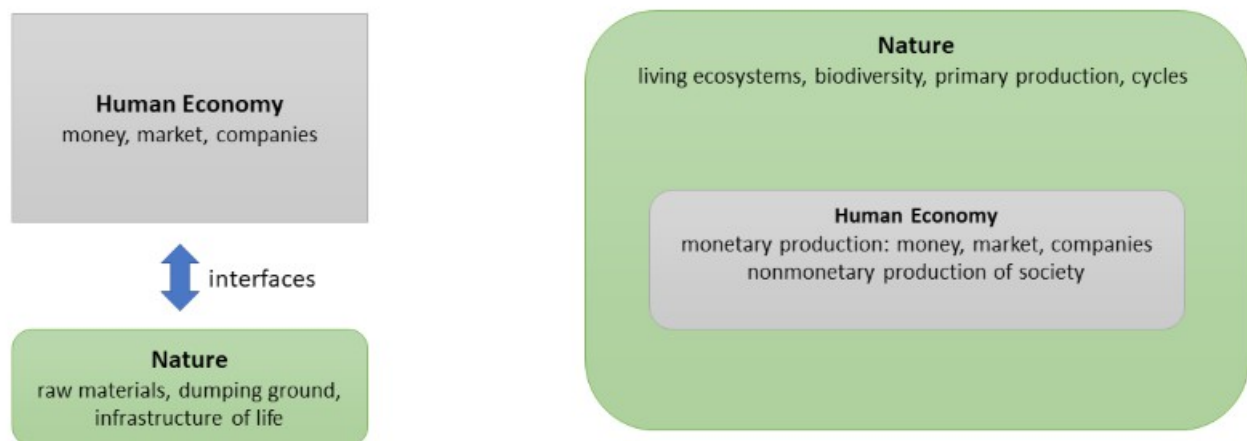 Human Economy
money, market, companies
interfaces
Nature
raw materials, dumping ground,
infrastructure of life
Nature
living ecosystems, biodiversity, primary production, cycles
Human Economy
monetary production: money, market, companies
nonmonetary production of society